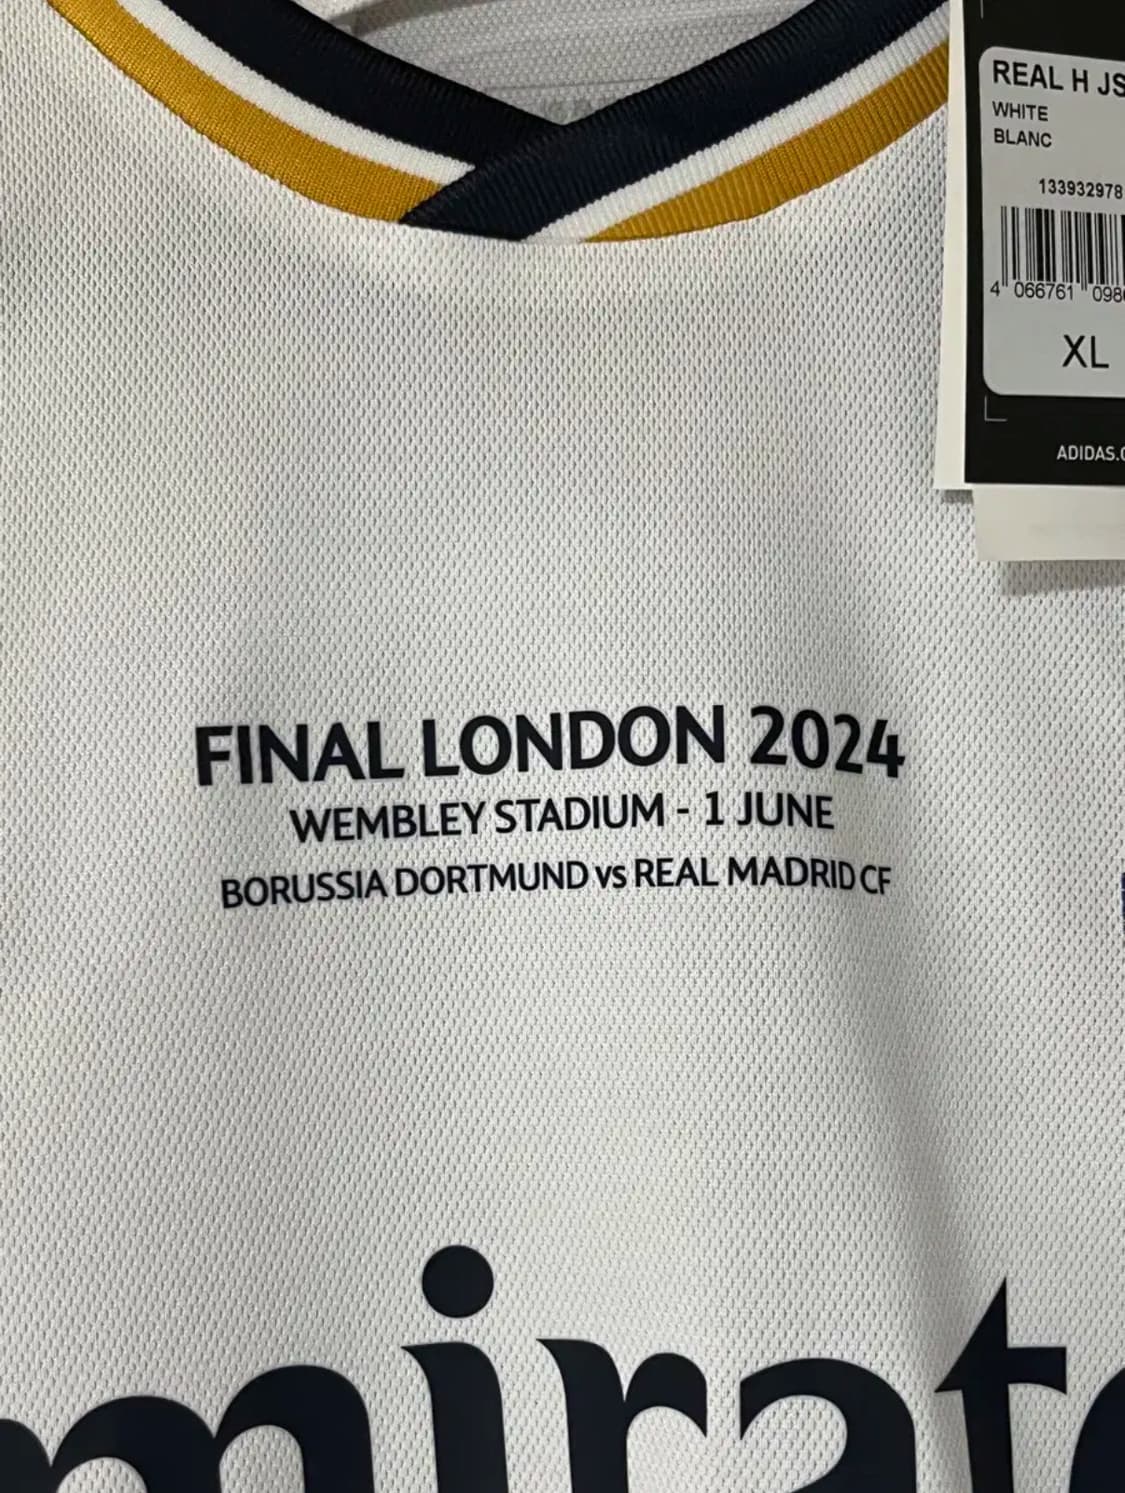 REAL H JS
WHITE
BLANC
133932978
4 066761 098
XL
ADIDAS.C
FINAL LONDON 2024
WEMBLEY STADIUM - 1 JUNE
BORUSSIA DORTMUND vs REAL MADRID CF
mirate